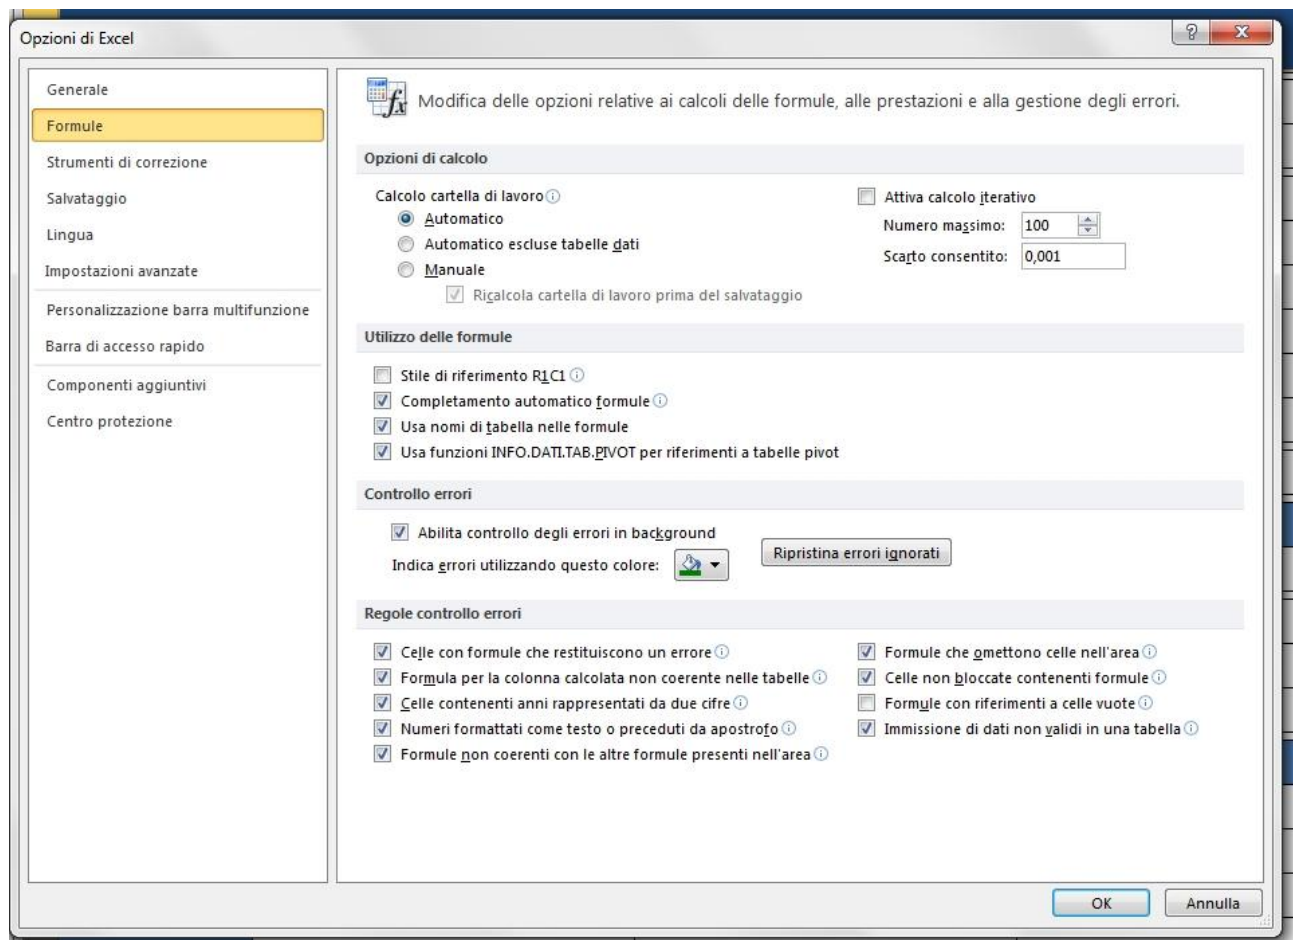 Opzioni di Excel
Generale
Formule
Strumenti di correzione
Salvataggio
Lingua
Impostazioni avanzate
Personalizzazione barra multifunzione
Barra di accesso rapido
Componenti aggiuntivi
Centro protezione
Modifica delle opzioni relative ai calcoli delle formule, alle prestazioni e alla gestione degli errori.
Opzioni di calcolo
Calcolo cartella di lavoro
Automatico
Automatico escluse tabelle dati
Manuale
Ricalcola cartella di lavoro prima del salvataggio
Attiva calcolo iterativo
Numero massimo: 100
Scarto consentito: 0,001
Utilizzo delle formule
Stile di riferimento R1C1
Completamento automatico formule
Usa nomi di tabella nelle formule
Usa funzioni INFO.DATI.TAB.PIVOT per riferimenti a tabelle pivot
Controllo errori
Abilita controllo degli errori in background
Indica errori utilizzando questo colore:
Ripristina errori ignorati
Regole controllo errori
Celle con formule che restituiscono un errore
Formula per la colonna calcolata non coerente nelle tabelle
Celle contenenti anni rappresentati da due cifre
Numeri formattati come testo o preceduti da apostrofo
Formule non coerenti con le altre formule presenti nell'area
Formule che omettono celle nell'area
Celle non bloccate contenenti formule
Formule con riferimenti a celle vuote
Immissione di dati non validi in una tabella
OK
Annulla